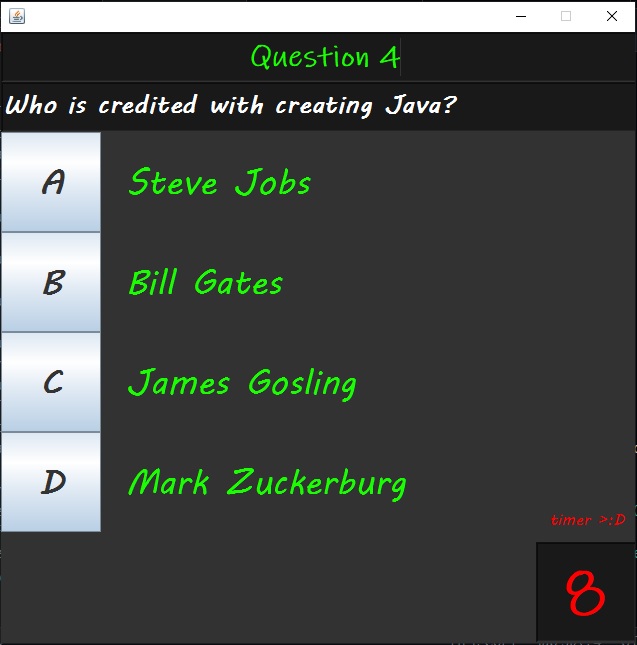 Question 4
Who is credited with creating Java?
A Steve Jobs
B Bill Gates
C James Gosling
D Mark Zuckerburg
timer >:D
8